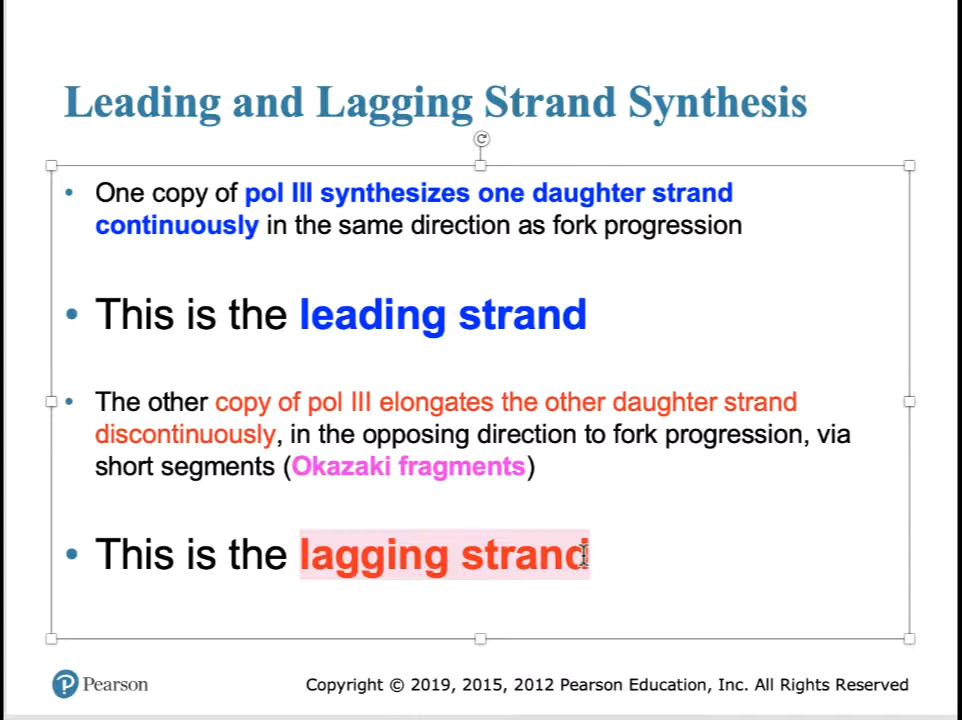 Leading and Lagging Strand Synthesis
• One copy of pol III synthesizes one daughter strand
continuously in the same direction as fork progression
• This is the leading strand
• The other copy of pol III elongates the other daughter strand
discontinuously, in the opposing direction to fork progression, via
short segments (Okazaki fragments)
• This is the lagging strand
Pearson
Copyright © 2019, 2015, 2012 Pearson Education, Inc. All Rights Reserved